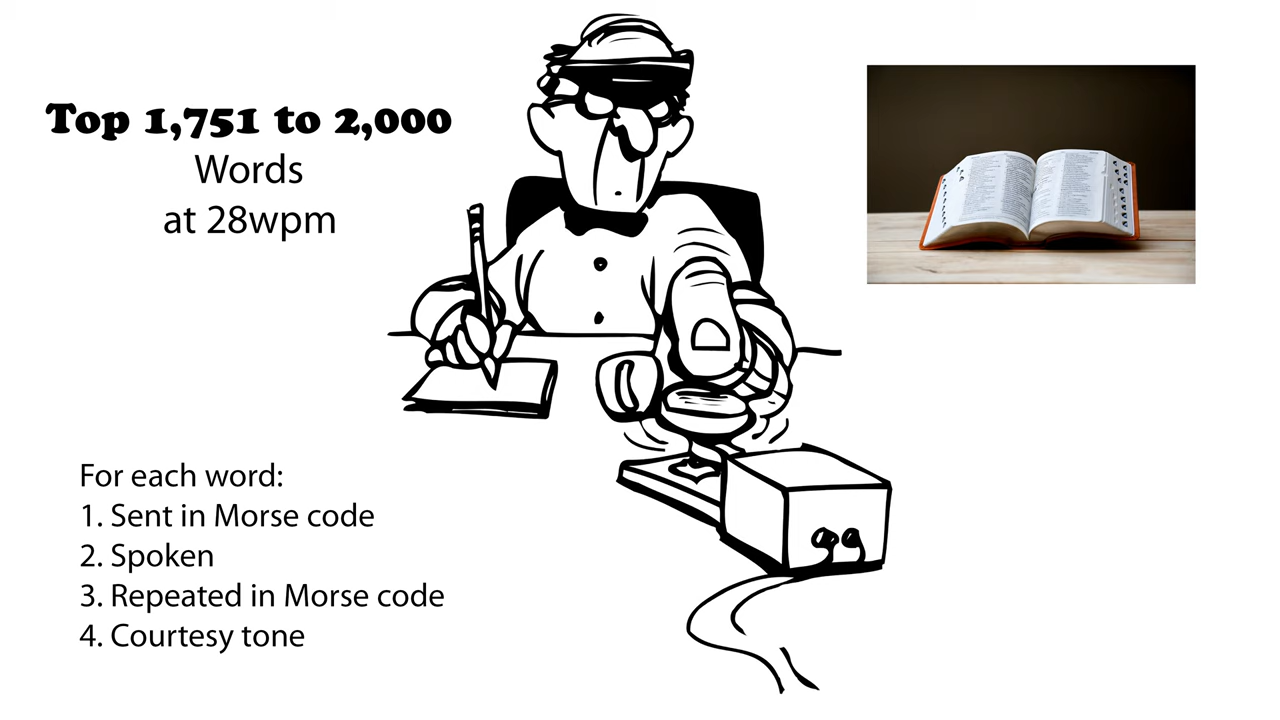 Top 1,751 to 2,000
Words
at 28wpm
For each word:
1. Sent in Morse code
2. Spoken
3. Repeated in Morse code
4. Courtesy tone